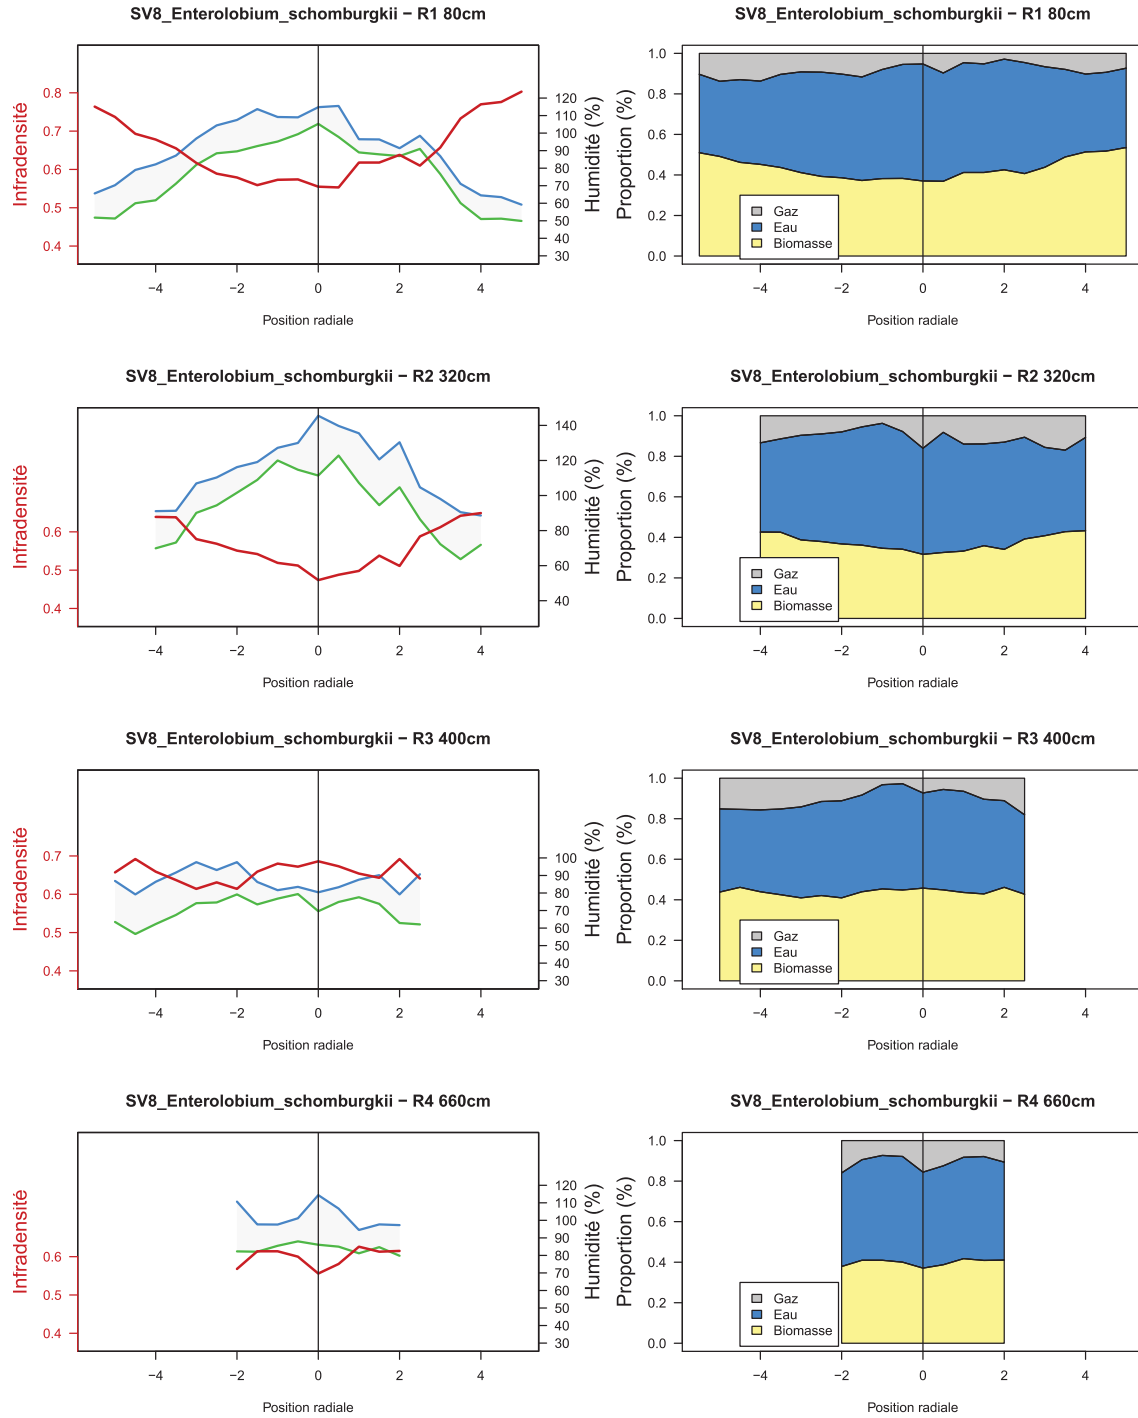 SV8_Enterolobium_schomburgkii − R1 80cm
Infradensité
0.8
0.7
0.6
0.5
0.4
120
110
100
90
80
70
60
50
40
30
Humidité (%)
−4 −2 0 2 4
Position radiale
SV8_Enterolobium_schomburgkii − R1 80cm
Proportion (%)
1.0
0.8
0.6
0.4
0.2
0.0
Gaz
Eau
Biomasse
−4 −2 0 2 4
Position radiale
SV8_Enterolobium_schomburgkii − R2 320cm
Infradensité
0.6
0.5
0.4
140
120
100
80
60
40
Humidité (%)
−4 −2 0 2 4
Position radiale
SV8_Enterolobium_schomburgkii − R2 320cm
Proportion (%)
1.0
0.8
0.6
0.4
0.2
0.0
Gaz
Eau
Biomasse
−4 −2 0 2 4
Position radiale
SV8_Enterolobium_schomburgkii − R3 400cm
Infradensité
0.7
0.6
0.5
0.4
100
90
80
70
60
50
40
30
Humidité (%)
−4 −2 0 2 4
Position radiale
SV8_Enterolobium_schomburgkii − R3 400cm
Proportion (%)
1.0
0.8
0.6
0.4
0.2
0.0
Gaz
Eau
Biomasse
−4 −2 0 2 4
Position radiale
SV8_Enterolobium_schomburgkii − R4 660cm
Infradensité
0.6
0.5
0.4
120
110
100
90
80
70
60
50
40
30
Humidité (%)
−4 −2 0 2 4
Position radiale
SV8_Enterolobium_schomburgkii − R4 660cm
Proportion (%)
1.0
0.8
0.6
0.4
0.2
0.0
Gaz
Eau
Biomasse
−4 −2 0 2 4
Position radiale